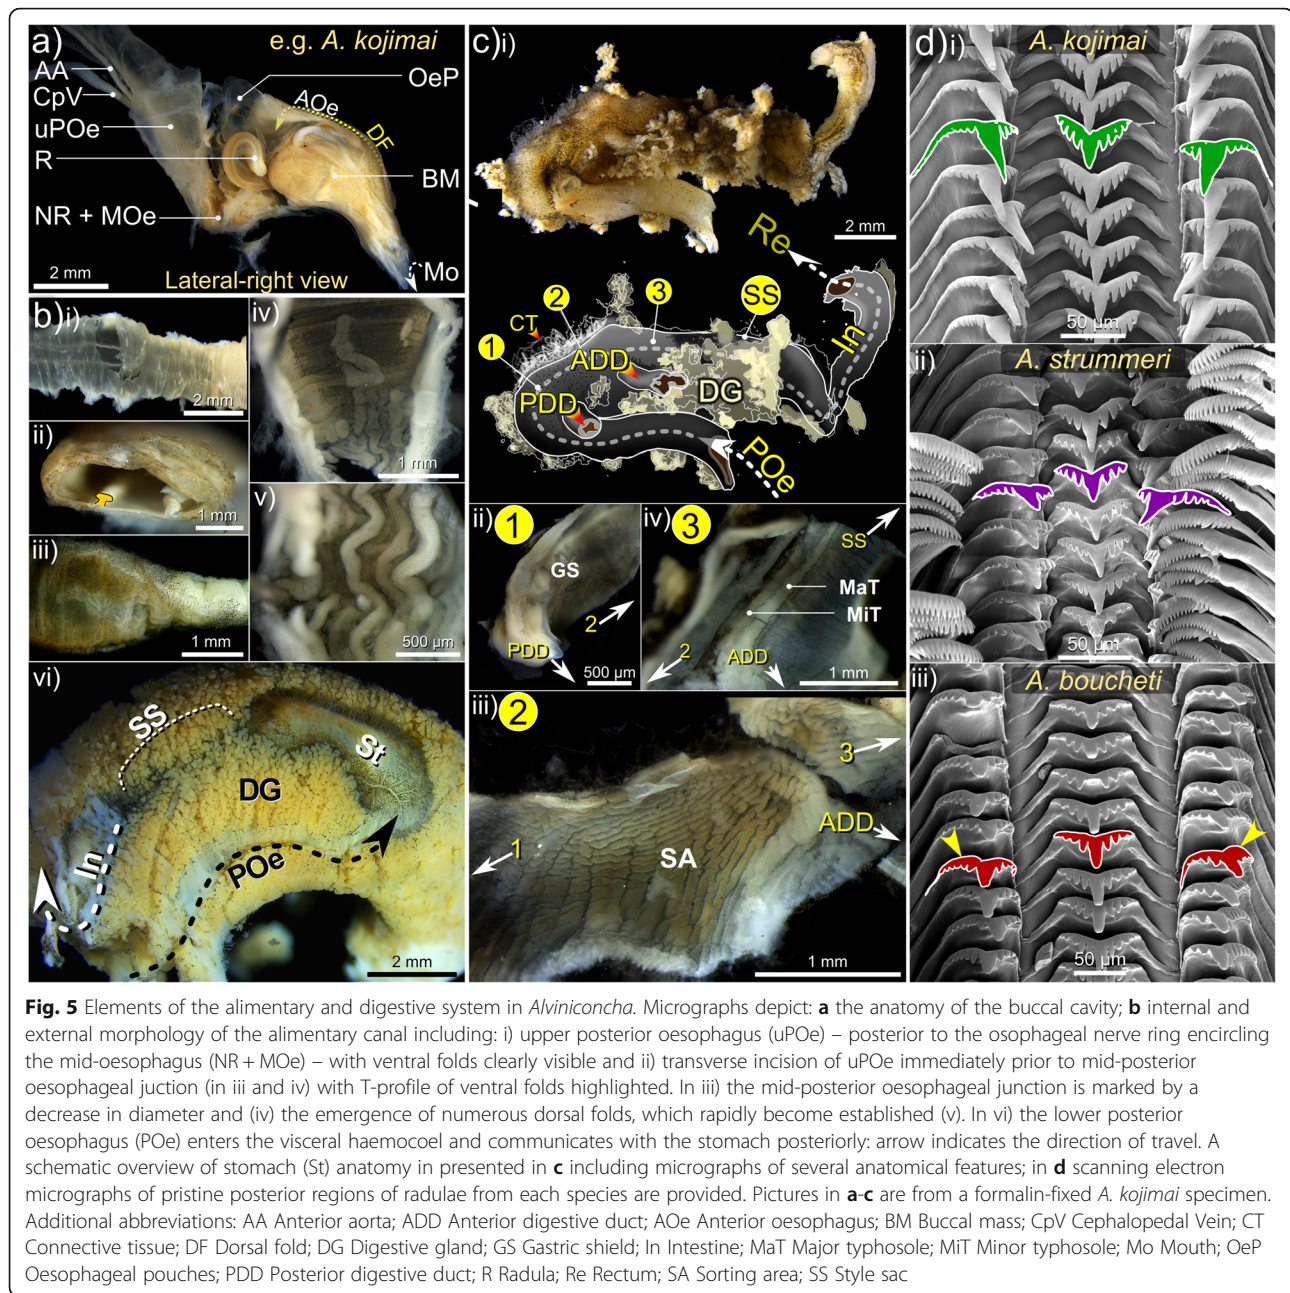 a)
e.g. A. kojimai
AA
CpV
uPOe
R
NR + MOe
OeP
AOe
DF
BM
Mo
2 mm
Lateral-right view
b)
i)
2 mm
ii)
1 mm
iii)
1 mm
iv)
1 mm
v)
500 µm
vi)
SS
St
DG
In
POe
2 mm
c)
i)
2 mm
Re
1
2
3
SS
CT
ADD
PDD
DG
In
POe
ii)
1
GS
2
PDD
500 µm
iv)
3
SS
MaT
MiT
2
ADD
1 mm
iii)
2
3
ADD
1
SA
1 mm
d)
i)
A. kojimai
50 µm
ii)
A. strummeri
50 µm
iii)
A. boucheti
50 µm
Fig. 5 Elements of the alimentary and digestive system in Alviniconcha. Micrographs depict: a the anatomy of the buccal cavity; b internal and
external morphology of the alimentary canal including: i) upper posterior oesophagus (uPOe) – posterior to the osophageal nerve ring encircling
the mid-oesophagus (NR + MOe) – with ventral folds clearly visible and ii) transverse incision of uPOe immediately prior to mid-posterior
oesophageal juction (in iii and iv) with T-profile of ventral folds highlighted. In iii) the mid-posterior oesophageal junction is marked by a
decrease in diameter and (iv) the emergence of numerous dorsal folds, which rapidly become established (v). In vi) the lower posterior
oesophagus (POe) enters the visceral haemocoel and communicates with the stomach posteriorly: arrow indicates the direction of travel. A
schematic overview of stomach (St) anatomy in presented in c including micrographs of several anatomical features; in d scanning electron
micrographs of pristine posterior regions of radulae from each species are provided. Pictures in a-c are from a formalin-fixed A. kojimai specimen.
Additional abbreviations: AA Anterior aorta; ADD Anterior digestive duct; AOe Anterior oesophagus; BM Buccal mass; CpV Cephalopedal Vein; CT
Connective tissue; DF Dorsal fold; DG Digestive gland; GS Gastric shield; In Intestine; MaT Major typhosole; MiT Minor typhosole; Mo Mouth; OeP
Oesophageal pouches; PDD Posterior digestive duct; R Radula; Re Rectum; SA Sorting area; SS Style sac